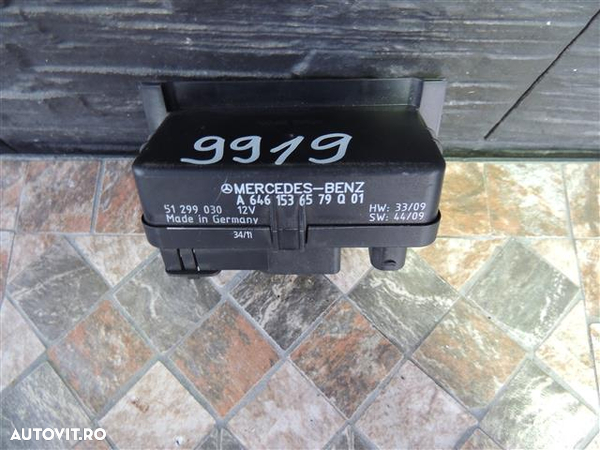 9919
MERCEDES-BENZ
A 646 153 65 79 Q 01
51 299 030 12V
Made in Germany
HW: 33/09
SW: 44/09
34/11
AUTOVIT.RO